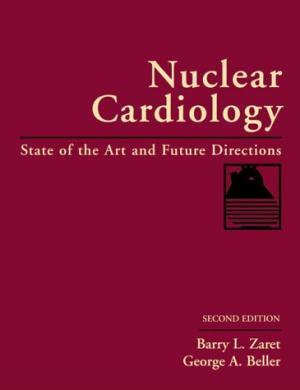 Nuclear
Cardiology
State of the Art and Future Directions
SECOND EDITION
Barry L. Zaret
George A. Beller